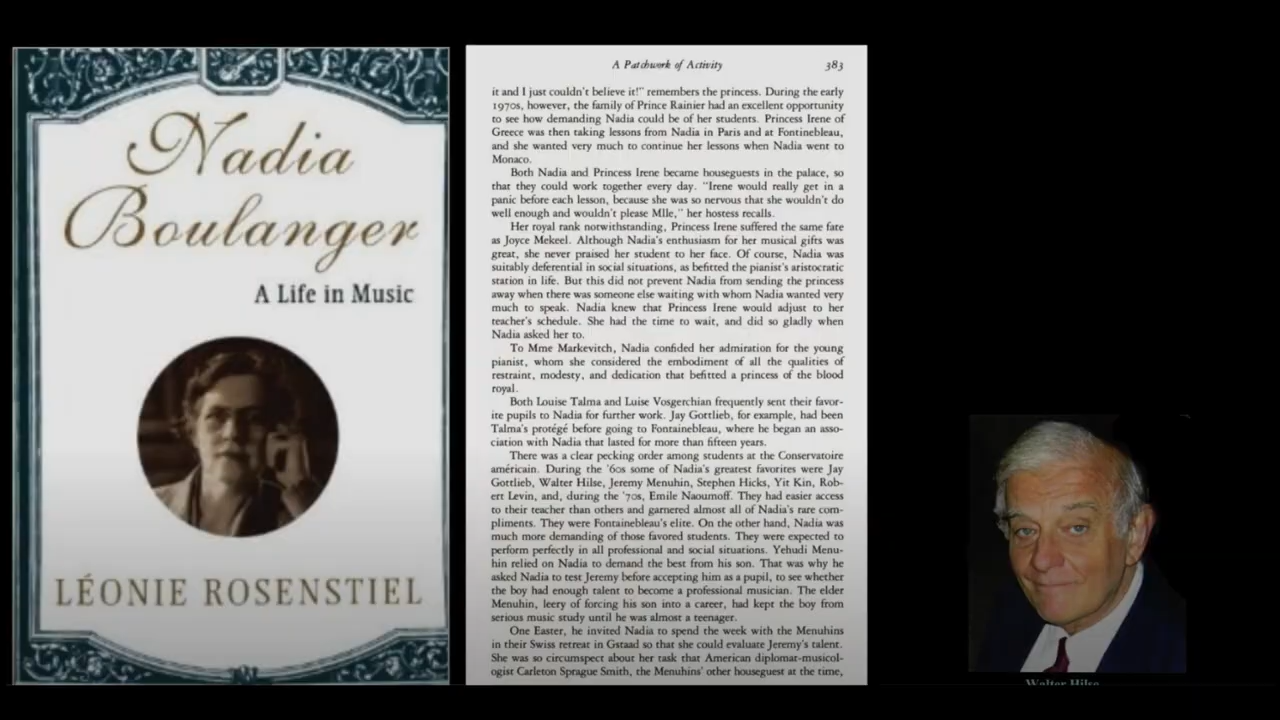 Nadia
Boulanger
A Life in Music
LÉONIE ROSENSTIEL
A Patchwork of Activity 383
it and I just couldn't believe it!" remembers the princess. During the early
1970s, however, the family of Prince Rainier had an excellent opportunity
to see how demanding Nadia could be of her students. Princess Irene of
Greece was then taking lessons from Nadia in Paris and at Fontinebleau,
and she wanted very much to continue her lessons when Nadia went to
Monaco.
Both Nadia and Princess Irene became houseguests in the palace, so
that they could work together every day. "Irene would really get in a
panic before each lesson, because she was so nervous that she wouldn't do
well enough and wouldn't please Mlle," her hostess recalls.
Her royal rank notwithstanding, Princess Irene suffered the same fate
as Joyce Mekeel. Although Nadia's enthusiasm for her musical gifts was
great, she never praised her student to her face. Of course, Nadia was
suitably deferential in social situations, as befitted the pianist's aristocratic
station in life. But this did not prevent Nadia from sending the princess
away when there was someone else waiting with whom Nadia wanted very
much to speak. Nadia knew that Princess Irene would adjust to her
teacher's schedule. She had the time to wait, and did so gladly when
Nadia asked her to.
To Mme Markevitch, Nadia confided her admiration for the young
pianist, whom she considered the embodiment of all the qualities of
restraint, modesty, and dedication that befitted a princess of the blood
royal.
Both Louise Talma and Luise Vosgerchian frequently sent their favor-
ite pupils to Nadia for further work. Jay Gottlieb, for example, had been
Talma's protégé before going to Fontainebleau, where he began an asso-
ciation with Nadia that lasted for more than fifteen years.
There was a clear pecking order among students at the Conservatoire
américain. During the '60s some of Nadia's greatest favorites were Jay
Gottlieb, Walter Hilse, Jeremy Menuhin, Stephen Hicks, Yit Kin, Rob-
ert Levin, and, during the '70s, Emile Naoumoff. They had easier access
to their teacher than others and garnered almost all of Nadia's rare com-
pliments. They were Fontainebleau's elite. On the other hand, Nadia was
much more demanding of those favored students. They were expected to
perform perfectly in all professional and social situations. Yehudi Menu-
hin relied on Nadia to demand the best from his son. That was why he
asked Nadia to test Jeremy before accepting him as a pupil, to see whether
the boy had enough talent to become a professional musician. The elder
Menuhin, leery of forcing his son into a career, had kept the boy from
serious music study until he was almost a teenager.
One Easter, he invited Nadia to spend the week with the Menuhins
in their Swiss retreat in Gstaad so that she could evaluate Jeremy's talent.
She was so circumspect about her task that American diplomat-musicol-
ogist Carleton Sprague Smith, the Menuhins' other houseguest at the time,
Walter Hilse